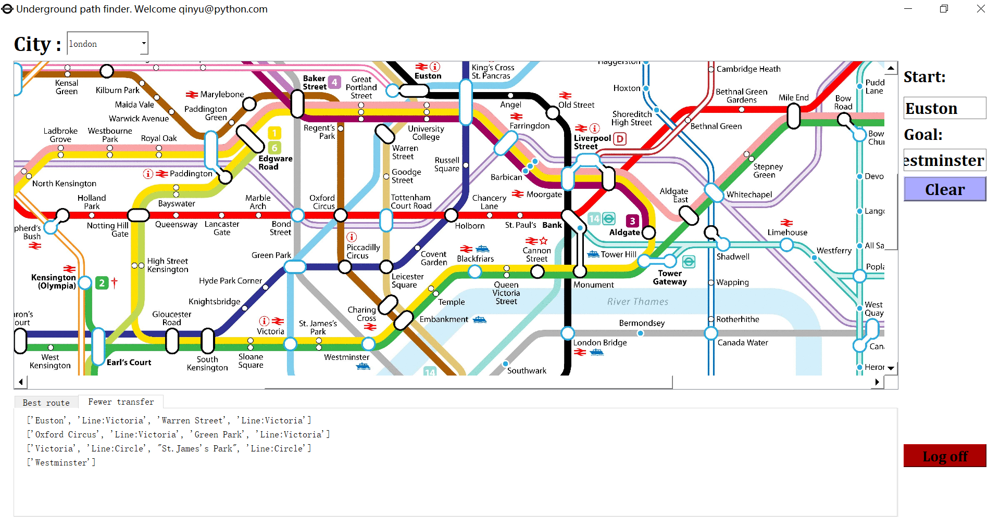 Underground path finder. Welcome qinyu@python.com
City :
london
Kensal
Green
Kilburn Park
Maida Vale
Warwick Avenue
Marylebone
Paddington
Green
Baker
Street
4
Great
Portland
Street
Euston
King's Cross
St. Pancras
Angel
Old Street
Farringdon
Haggerston
Hoxton
Shoreditch
High Street
Cambridge Heath
Bethnal Green
Gardens
Bethnal Green
Mile End
Bow
Road
Pudd
Lane
Bow
Chur
Ladbroke
Grove
Westbourne
Park
Royal Oak
1
6
Edgware
Road
Regent's
Park
University
College
Warren
Street
Goodge
Street
Russell
Square
Barbican
Moorgate
Liverpool
Street
D
Stepney
Green
Devo
North Kensington
Paddington
Bayswater
Holland
Park
Notting Hill
Gate
Queensway
Lancaster
Gate
Marble
Arch
Bond
Street
Oxford
Circus
Tottenham
Court Road
Chancery
Lane
Holborn
St. Paul's
Bank
14
3
Aldgate
Aldgate
East
Whitechapel
Limehouse
Lang
pherd's
Bush
High Street
Kensington
Green Park
Piccadilly
Circus
Covent
Garden
Leicester
Square
Blackfriars
Cannon
Street
Tower Hill
Tower
Gateway
Shadwell
Westferry
All Sa
Popla
Kensington
(Olympia)
2
Hyde Park Corner
Knightsbridge
Charing
Cross
Temple
Embankment
Queen
Victoria
Street
Monument
River Thames
Wapping
Rotherhithe
West
Quay
ron's
ourt
Gloucester
Road
Victoria
St. James's
Park
Bermondsey
London Bridge
Canada Water
Can
West
Kensington
Earl's Court
South
Kensington
Sloane
Square
Westminster
14
Southwark
Heror
Start:
Euston
Goal:
estminster
Clear
Log off
Best route
Fewer transfer
['Euston', 'Line:Victoria', 'Warren Street', 'Line:Victoria']
['Oxford Circus', 'Line:Victoria', 'Green Park', 'Line:Victoria']
['Victoria', 'Line:Circle', "St.James's Park", 'Line:Circle']
['Westminster']